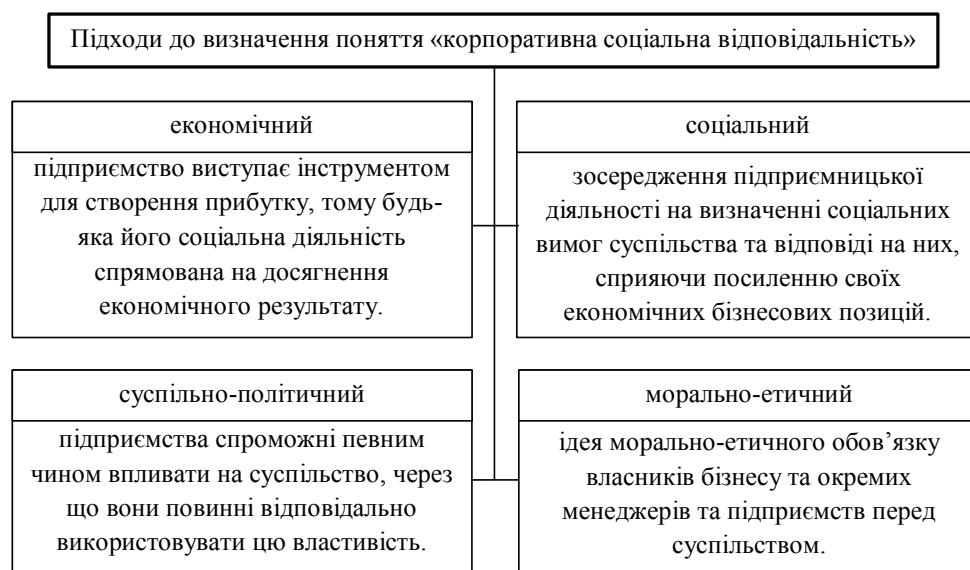 Підходи до визначення поняття «корпоративна соціальна відповідальність»
економічний
підприємство виступає інструментом
для створення прибутку, тому будь-
яка його соціальна діяльність
спрямована на досягнення
економічного результату.
соціальний
зосередження підприємницької
діяльності на визначенні соціальних
вимог суспільства та відповіді на них,
сприяючи посиленню своїх
економічних бізнесових позицій.
суспільно-політичний
підприємства спроможні певним
чином впливати на суспільство, через
що вони повинні відповідально
використовувати цю властивість.
морально-етичний
ідея морально-етичного обов’язку
власників бізнесу та окремих
менеджерів та підприємств перед
суспільством.